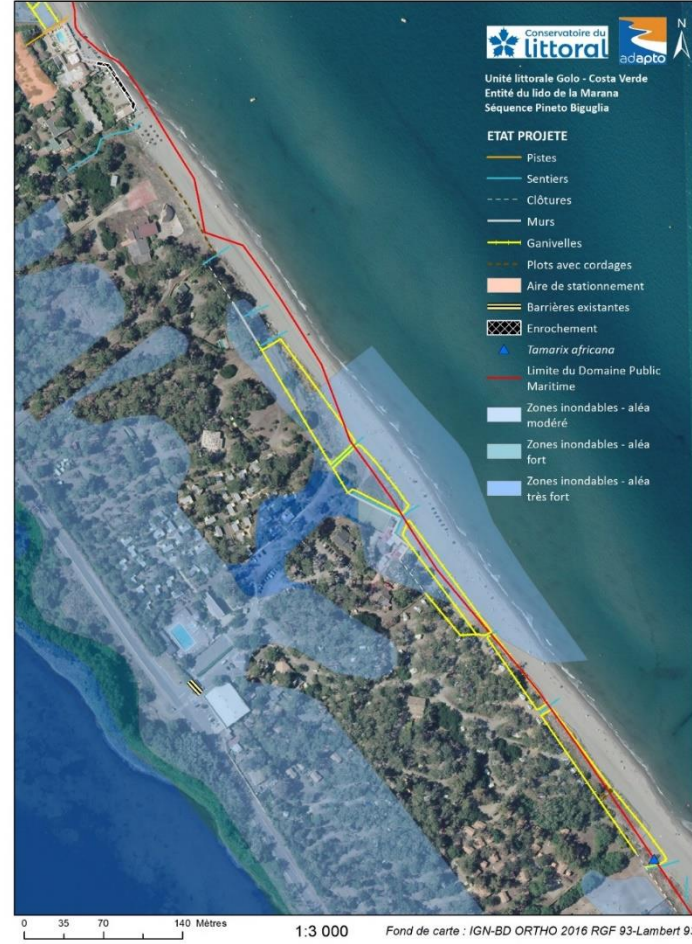 Conservatoire du
littoral
adapto
N
Unité littorale Golo - Costa Verde
Entité du lido de la Marana
Séquence Pineto Biguglia
ETAT PROJETE
Pistes
Sentiers
Clôtures
Murs
Ganivelles
Plots avec cordages
Aire de stationnement
Barrières existantes
Enrochement
Tamarix africana
Limite du Domaine Public
Maritime
Zones inondables - aléa
modéré
Zones inondables - aléa
fort
Zones inondables - aléa
très fort
0 35 70 140 Mètres
1:3 000
Fond de carte : IGN-BD ORTHO 2016 RGF 93-Lambert 93